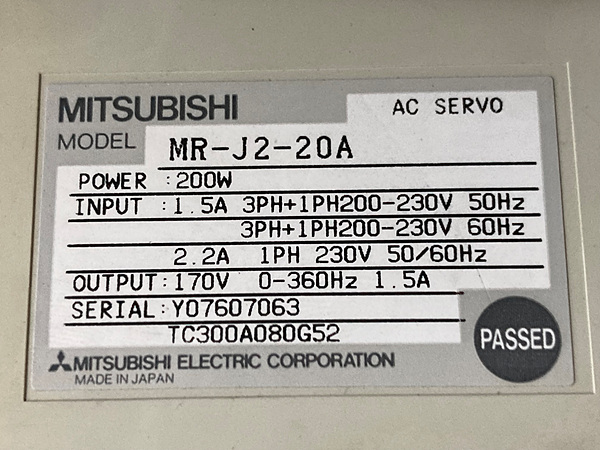 MITSUBISHI
AC SERVO
MODEL MR-J2-20A
POWER :200W
INPUT :1.5A 3PH+1PH200-230V 50Hz
3PH+1PH200-230V 60Hz
2.2A 1PH 230V 50/60Hz
OUTPUT:170V 0-360Hz 1.5A
SERIAL:Y07607063
TC300A080G52
PASSED
MITSUBISHI ELECTRIC CORPORATION
MADE IN JAPAN